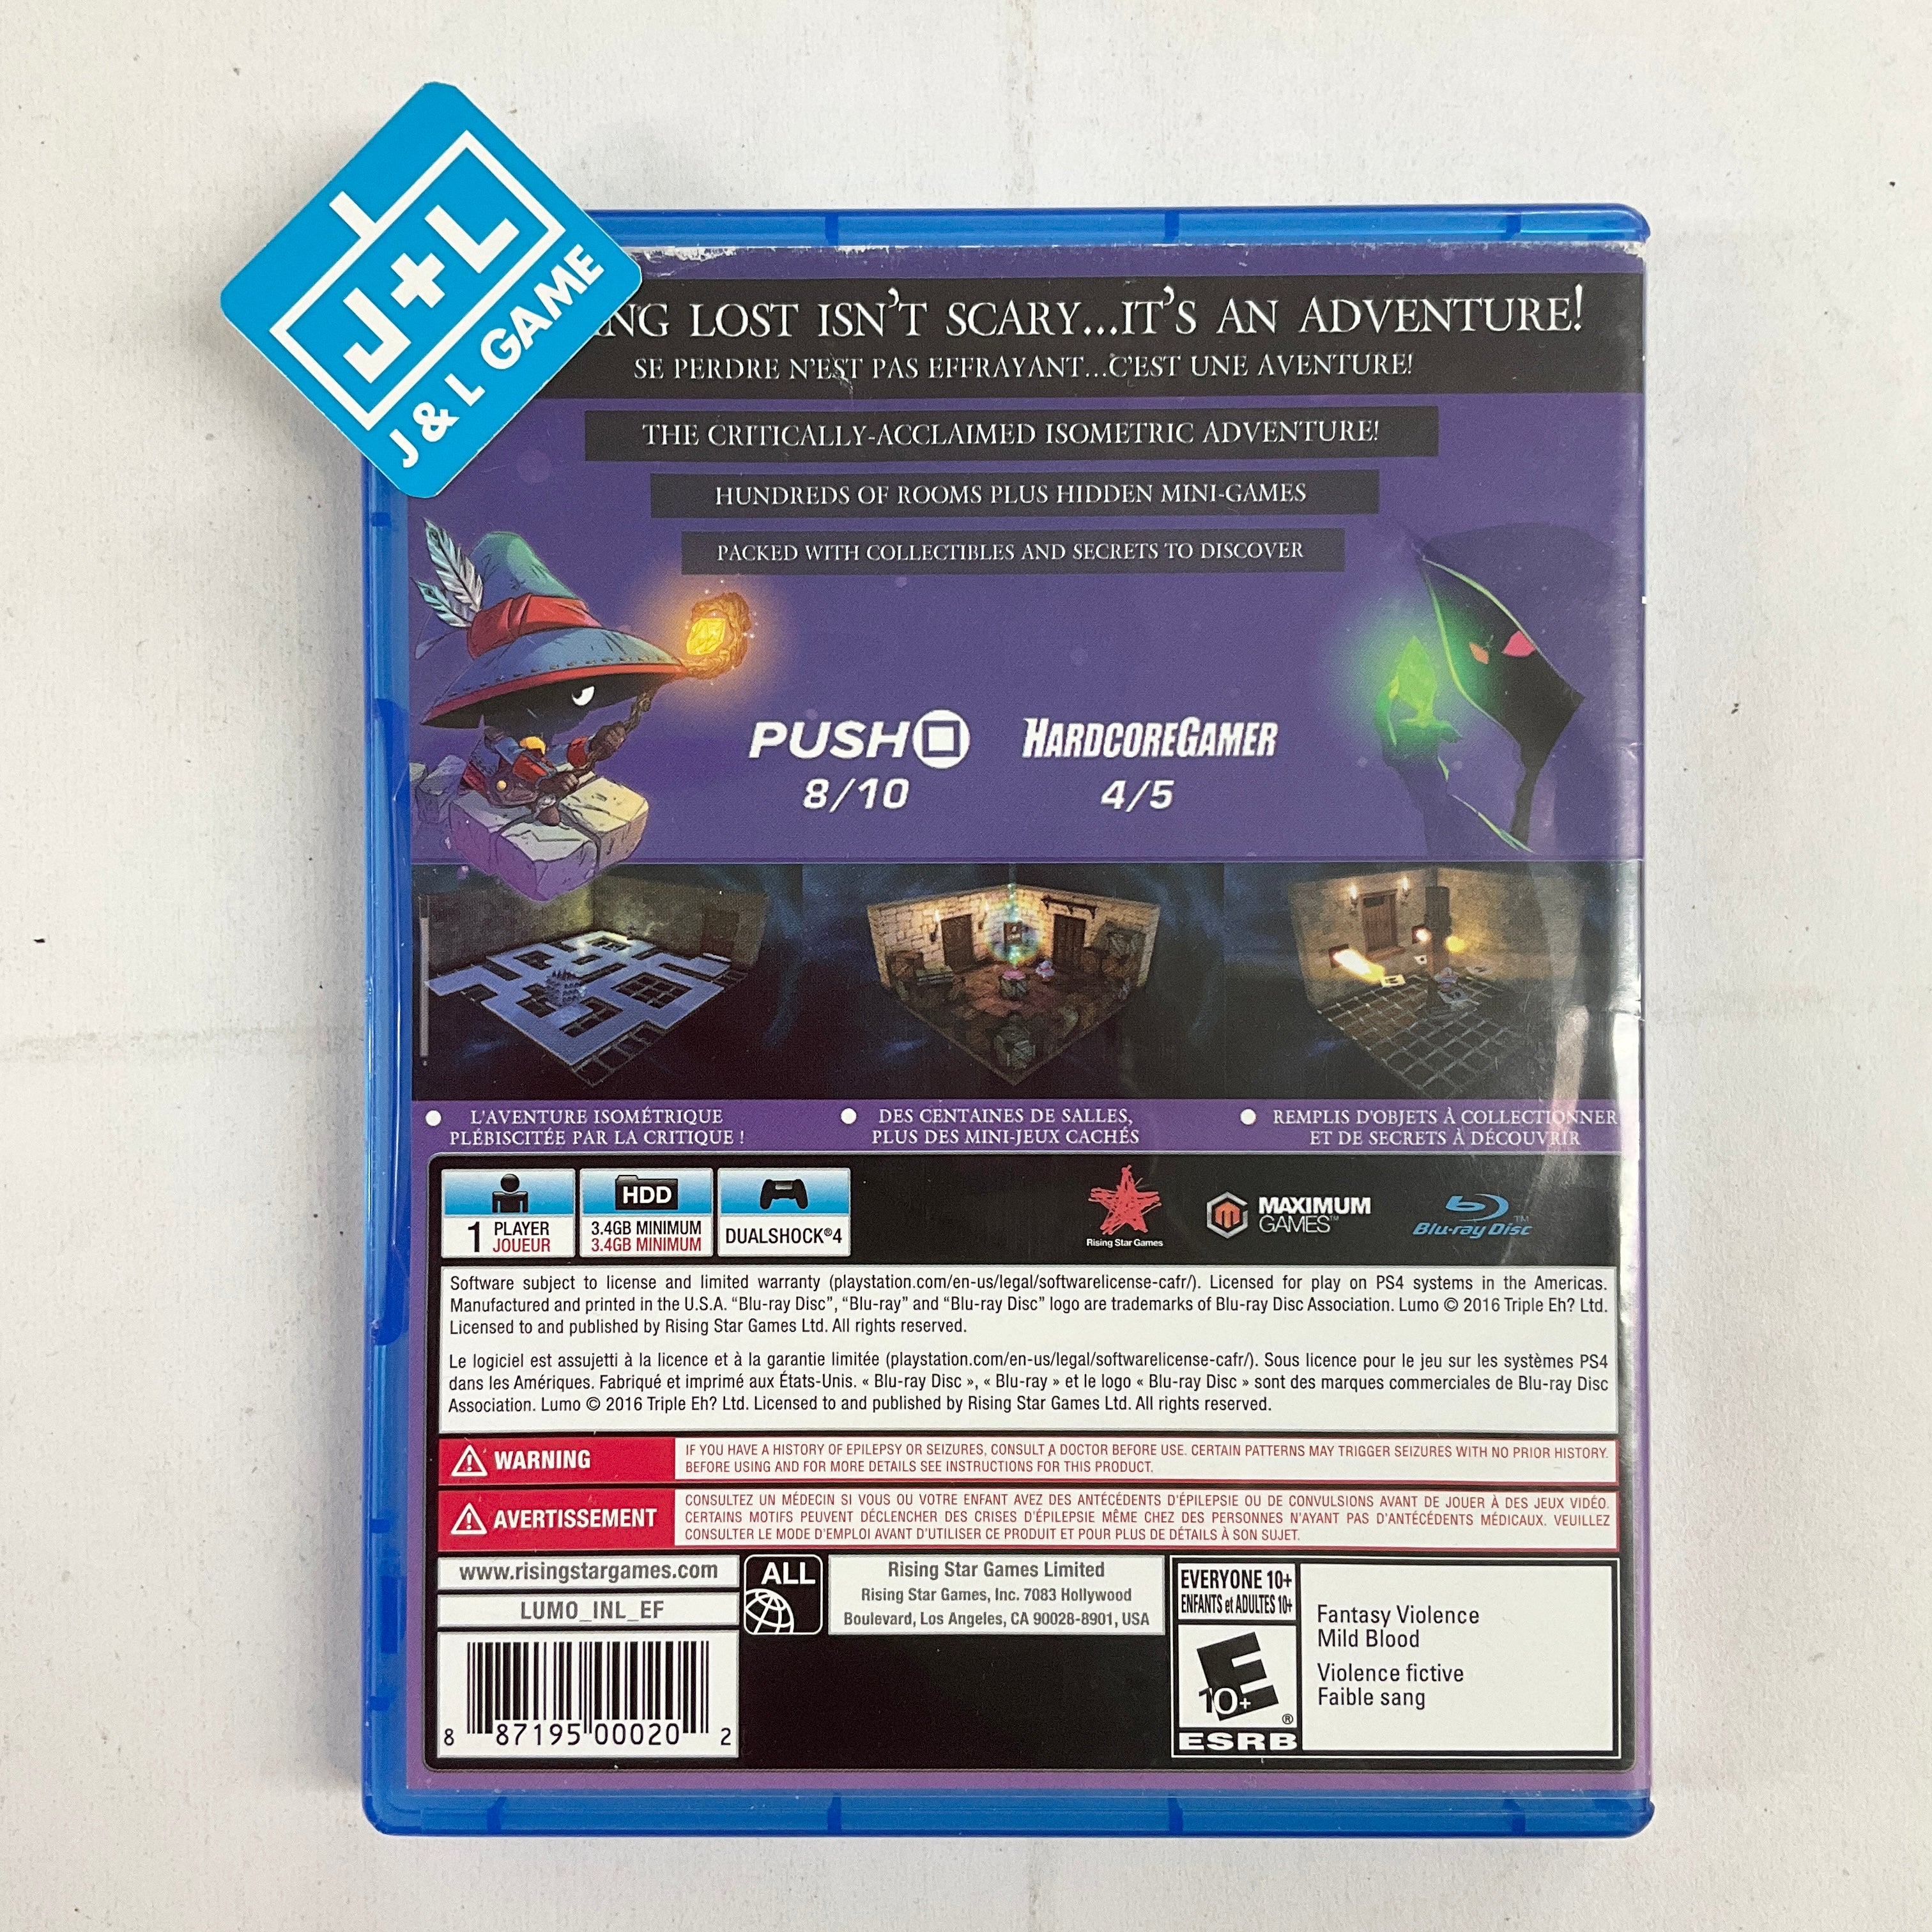 J+L
J & L GAME
LOST ISN'T SCARY...IT'S AN ADVENTURE!
SE PERDRE N'EST PAS EFFRAYANT...C'EST UNE AVENTURE!
THE CRITICALLY-ACCLAIMED ISOMETRIC ADVENTURE!
HUNDREDS OF ROOMS PLUS HIDDEN MINI-GAMES
PACKED WITH COLLECTIBLES AND SECRETS TO DISCOVER
PUSH
8/10
HARDCOREGAMER
4/5
L'AVENTURE ISOMÉTRIQUE
PLÉBISCITÉE PAR LA CRITIQUE !
DES CENTAINES DE SALLES,
PLUS DES MINI-JEUX CACHÉS
REMPLIS D'OBJETS À COLLECTIONNER
ET DE SECRETS À DÉCOUVRIR
1 PLAYER
JOUEUR
HDD
3.4GB MINIMUM
3.4GB MINIMUM
DUALSHOCK®4
Rising Star Games
MAXIMUM
GAMES™
Blu-ray Disc™
Software subject to license and limited warranty (playstation.com/en-us/legal/softwarelicense-cafr/). Licensed for play on PS4 systems in the Americas.
Manufactured and printed in the U.S.A. “Blu-ray Disc”, “Blu-ray” and “Blu-ray Disc” logo are trademarks of Blu-ray Disc Association. Lumo © 2016 Triple Eh? Ltd.
Licensed to and published by Rising Star Games Ltd. All rights reserved.
Le logiciel est assujetti à la licence et à la garantie limitée (playstation.com/en-us/legal/softwarelicense-cafr/). Sous licence pour le jeu sur les systèmes PS4
dans les Amériques. Fabriqué et imprimé aux États-Unis. « Blu-ray Disc », « Blu-ray » et le logo « Blu-ray Disc » sont des marques commerciales de Blu-ray Disc
Association. Lumo © 2016 Triple Eh? Ltd. Licensed to and published by Rising Star Games Ltd. All rights reserved.
WARNING
IF YOU HAVE A HISTORY OF EPILEPSY OR SEIZURES, CONSULT A DOCTOR BEFORE USE. CERTAIN PATTERNS MAY TRIGGER SEIZURES WITH NO PRIOR HISTORY.
BEFORE USING AND FOR MORE DETAILS SEE INSTRUCTIONS FOR THIS PRODUCT.
AVERTISSEMENT
CONSULTEZ UN MÉDECIN SI VOUS OU VOTRE ENFANT AVEZ DES ANTÉCÉDENTS D'ÉPILEPSIE OU DE CONVULSIONS AVANT DE JOUER À DES JEUX VIDÉO.
CERTAINS MOTIFS PEUVENT DÉCLENCHER DES CRISES D'ÉPILEPSIE MÊME CHEZ DES PERSONNES N'AYANT PAS D'ANTÉCÉDENTS MÉDICAUX. VEUILLEZ
CONSULTER LE MODE D'EMPLOI AVANT D'UTILISER CE PRODUIT ET POUR PLUS DE DÉTAILS À SON SUJET.
www.risingstargames.com
LUMO_INL_EF
ALL
Rising Star Games Limited
Rising Star Games, Inc. 7083 Hollywood
Boulevard, Los Angeles, CA 90028-8901, USA
8 87195 00020 2
EVERYONE 10+
ENFANTS et ADULTES 10+
E
10+
®
ESRB
Fantasy Violence
Mild Blood
Violence fictive
Faible sang